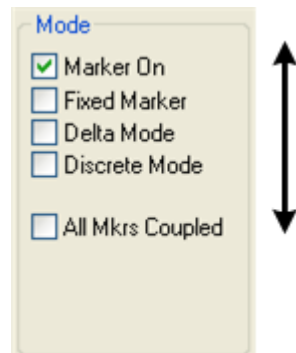 Mode
Marker On
Fixed Marker
Delta Mode
Discrete Mode
All Mkrs Coupled